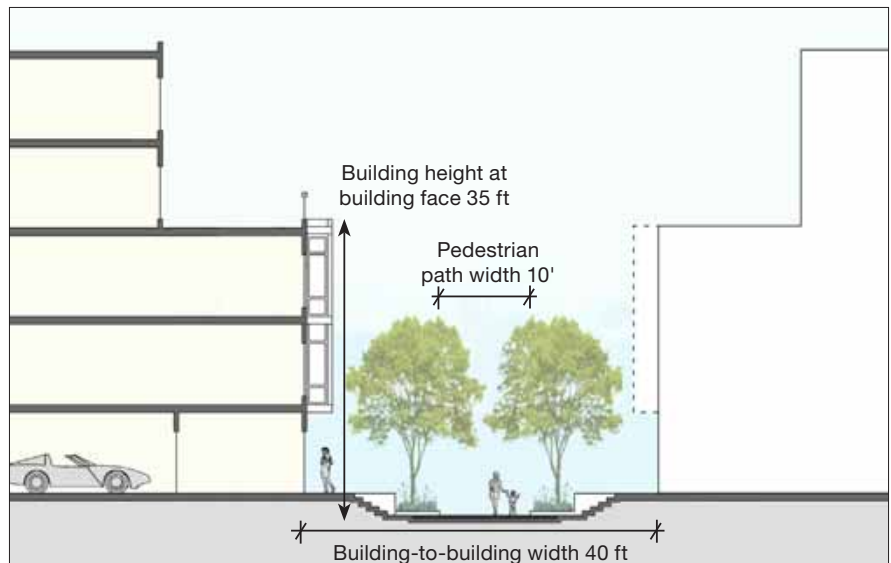 Building height at
building face 35 ft
Pedestrian
path width 10'
Building-to-building width 40 ft